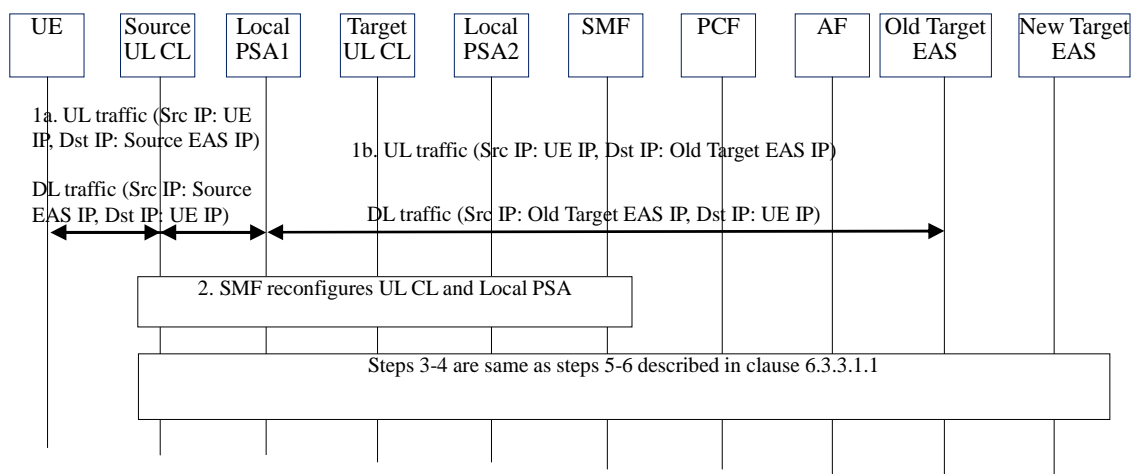 UE
Source
UL CL
Local
PSA1
Target
UL CL
Local
PSA2
SMF
PCF
AF
Old Target
EAS
New Target
EAS
1a. UL traffic (Src IP: UE
IP, Dst IP: Source EAS IP)
1b. UL traffic (Src IP: UE IP, Dst IP: Old Target EAS IP)
DL traffic (Src IP: Source
EAS IP, Dst IP: UE IP)
DL traffic (Src IP: Old Target EAS IP, Dst IP: UE IP)
2. SMF reconfigures UL CL and Local PSA
Steps 3-4 are same as steps 5-6 described in clause 6.3.3.1.1